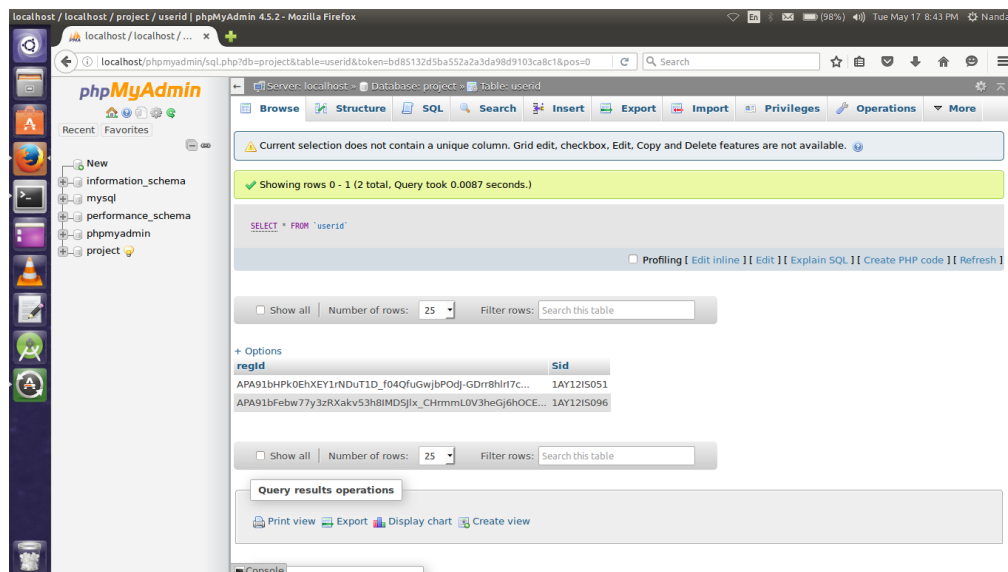 localhost / localhost / project / userid | phpMyAdmin 4.5.2 - Mozilla Firefox
En (98%) Tue May 17 8:43 PM Nanda
localhost / localhost / ... ×
localhost/phpmyadmin/sql.php?db=project&table=userid&token=bd85132d5ba552a2a3da98d9103ca8c1&pos=0
Search
phpMyAdmin
Recent Favorites
New
information_schema
mysql
performance_schema
phpmyadmin
project
Server: localhost » Database: project » Table: userid
Browse Structure SQL Search Insert Export Import Privileges Operations More
Current selection does not contain a unique column. Grid edit, checkbox, Edit, Copy and Delete features are not available.
Showing rows 0 - 1 (2 total, Query took 0.0087 seconds.)
SELECT * FROM `userid`
Profiling [ Edit inline ] [ Edit ] [ Explain SQL ] [ Create PHP code ] [ Refresh ]
Show all Number of rows: 25 Filter rows: Search this table
+ Options
regId Sid
APA91bHPk0EhXEY1rNDuT1D_f04QfuGwjbPOdJ-GDrr8hlrI7c... 1AY12IS051
APA91bFebw77y3zRXakv53h8IMDSJlx_CHrmmL0V3heGj6hOCE... 1AY12IS096
Show all Number of rows: 25 Filter rows: Search this table
Query results operations
Print view Export Display chart Create view
Console